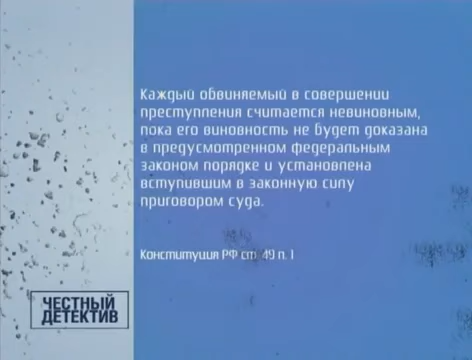 Каждый обвиняемый в совершении
преступления считается невиновным,
пока его виновность не будет доказана
в предусмотренном федеральным
законом порядке и установлена
вступившим в законную силу
приговором суда.
Конституция РФ ст. 49 п. 1
ЧЕСТНЫЙ
ДЕТЕКТИВ